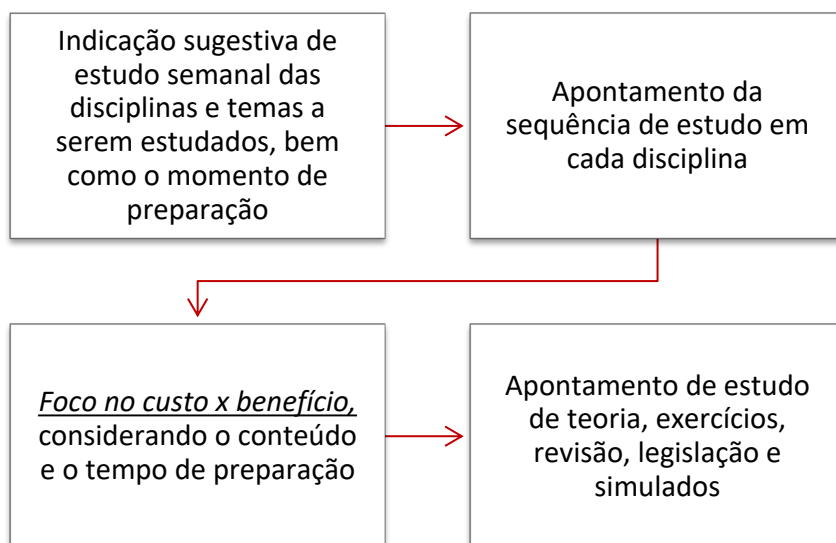 Indicação sugestiva de
estudo semanal das
disciplinas e temas a
serem estudados, bem
como o momento de
preparação
Apontamento da
sequência de estudo em
cada disciplina
Foco no custo x benefício,
considerando o conteúdo
e o tempo de preparação
Apontamento de estudo
de teoria, exercícios,
revisão, legislação e
simulados